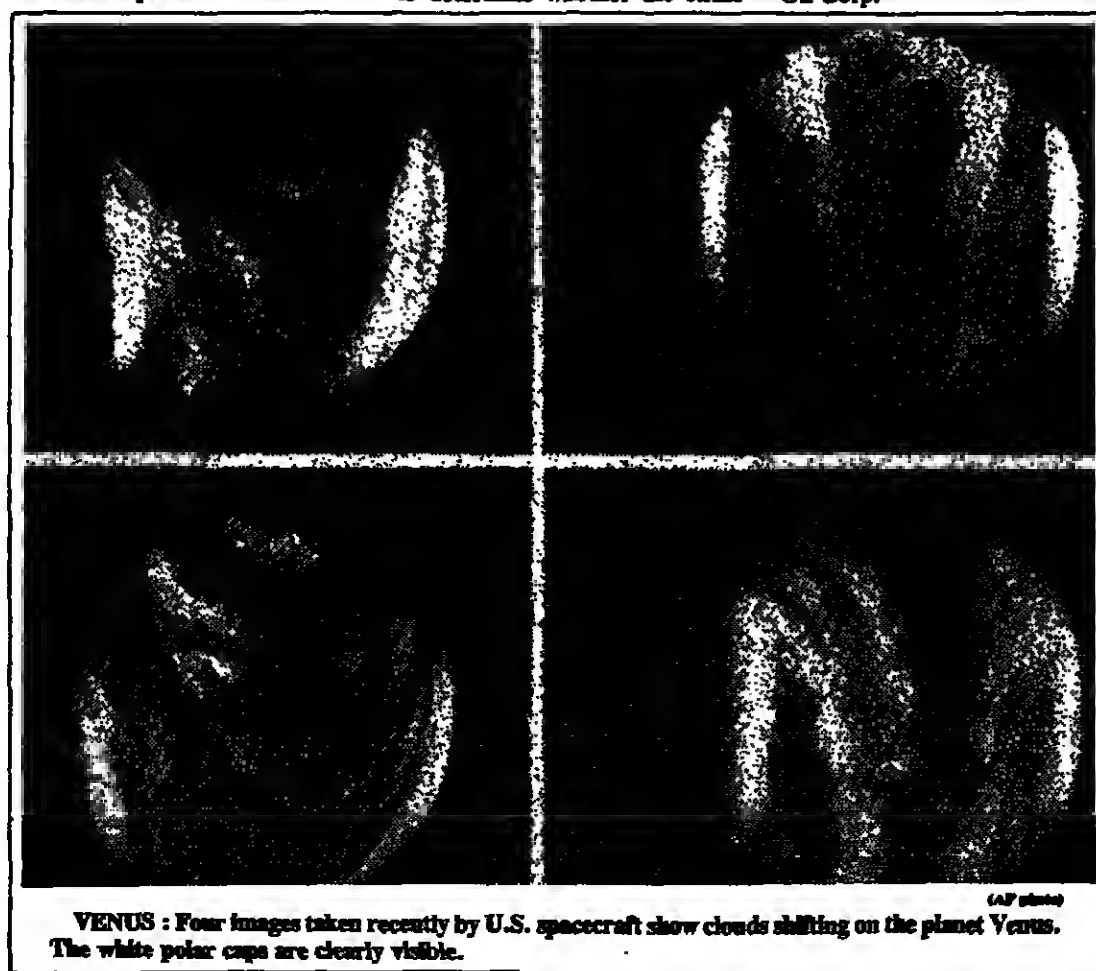 Corp.
(AP photo)
VENUS : Four images taken recently by U.S. spacecraft show clouds shifting on the planet Venus.
The white polar caps are clearly visible.